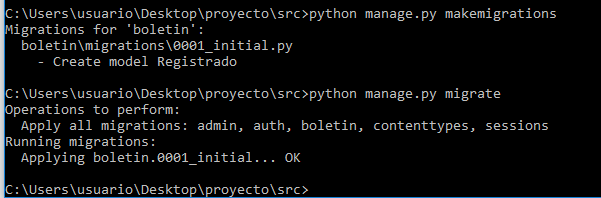 C:\Users\usuario\Desktop\proyecto\src>python manage.py makemigrations
Migrations for 'boletin':
  boletin\migrations\0001_initial.py
    - Create model Registrado

C:\Users\usuario\Desktop\proyecto\src>python manage.py migrate
Operations to perform:
  Apply all migrations: admin, auth, boletin, contenttypes, sessions
Running migrations:
  Applying boletin.0001_initial... OK

C:\Users\usuario\Desktop\proyecto\src>